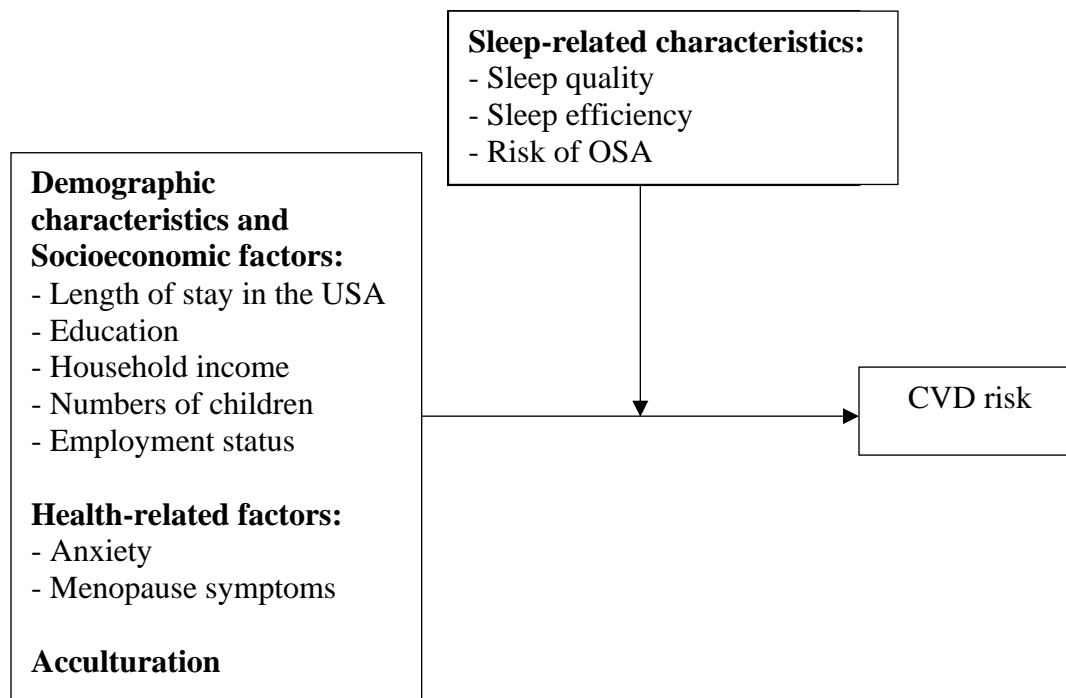 Sleep-related characteristics:
- Sleep quality
- Sleep efficiency
- Risk of OSA
Demographic
characteristics and
Socioeconomic factors:
- Length of stay in the USA
- Education
- Household income
- Numbers of children
- Employment status
Health-related factors:
- Anxiety
- Menopause symptoms
Acculturation
CVD risk